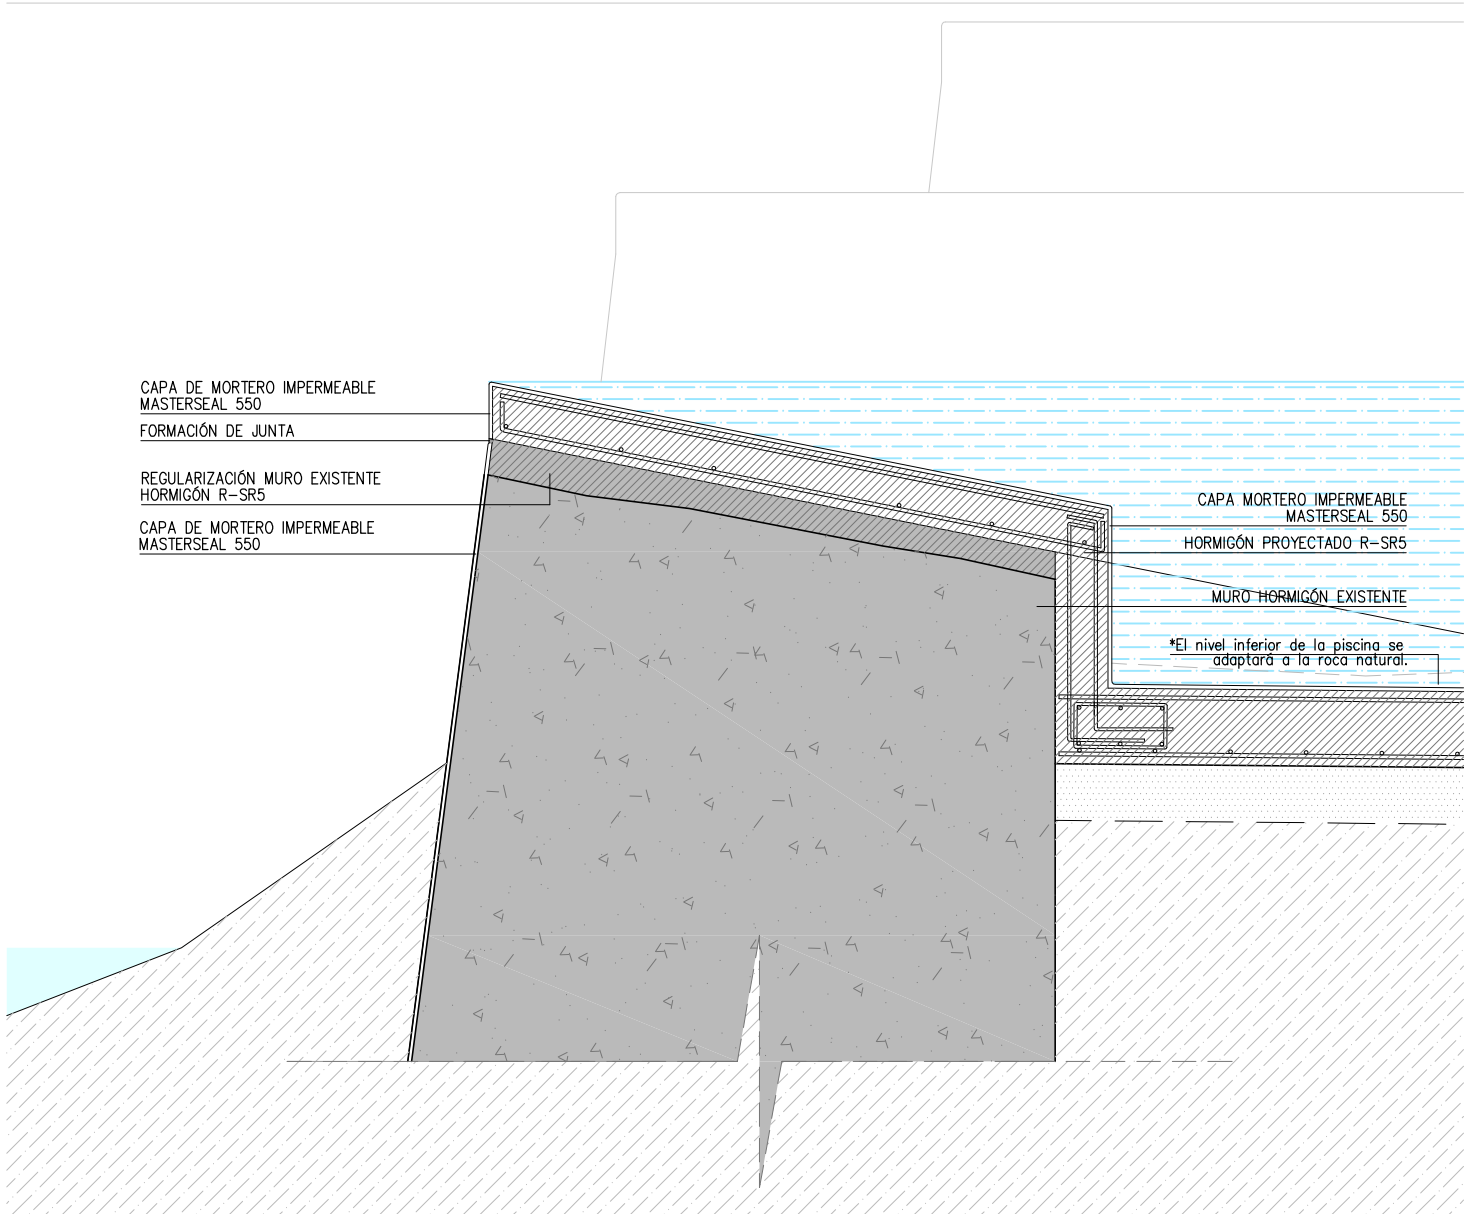 CAPA DE MORTERO IMPERMEABLE
MASTERSEAL 550
FORMACIÓN DE JUNTA
REGULARIZACIÓN MURO EXISTENTE
HORMIGÓN R-SR5
CAPA DE MORTERO IMPERMEABLE
MASTERSEAL 550
CAPA MORTERO IMPERMEABLE
MASTERSEAL 550
HORMIGÓN PROYECTADO R-SR5
MURO HORMIGÓN EXISTENTE
*El nivel inferior de la piscina se
adaptará a la roca natural.